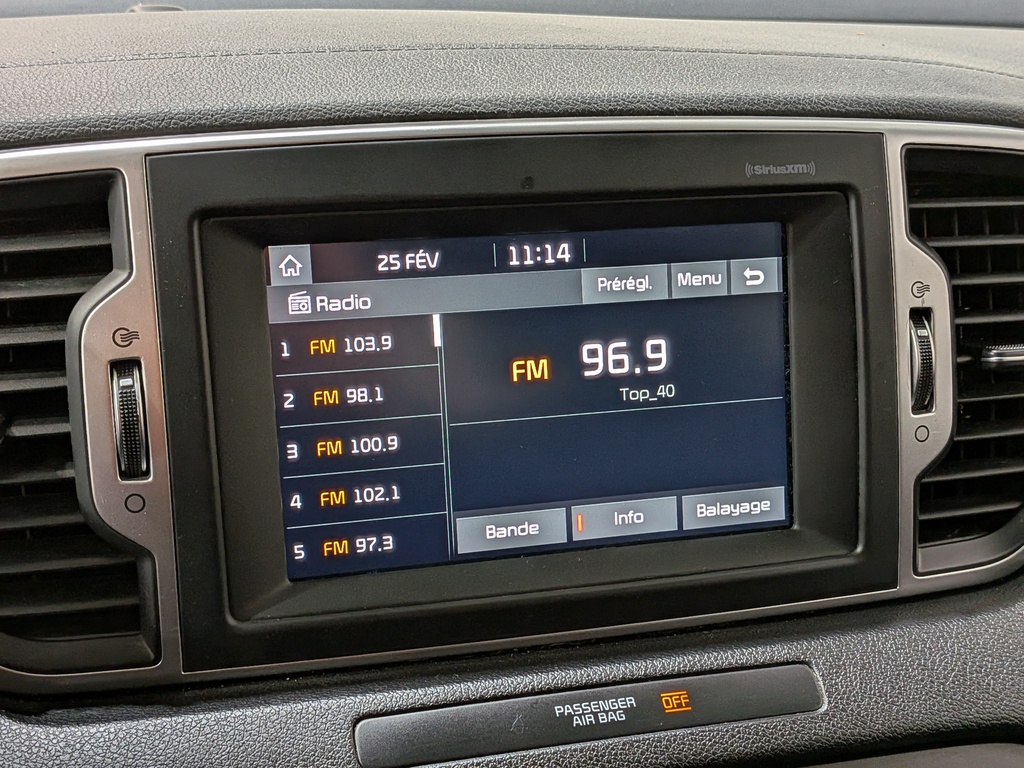 SiriusXM
25 FÉV 11:14
Radio Prérégl. Menu
1 FM 103.9
2 FM 98.1
3 FM 100.9
4 FM 102.1
5 FM 97.3
FM 96.9
Top_40
Bande Info Balayage
PASSENGER
AIR BAG
OFF